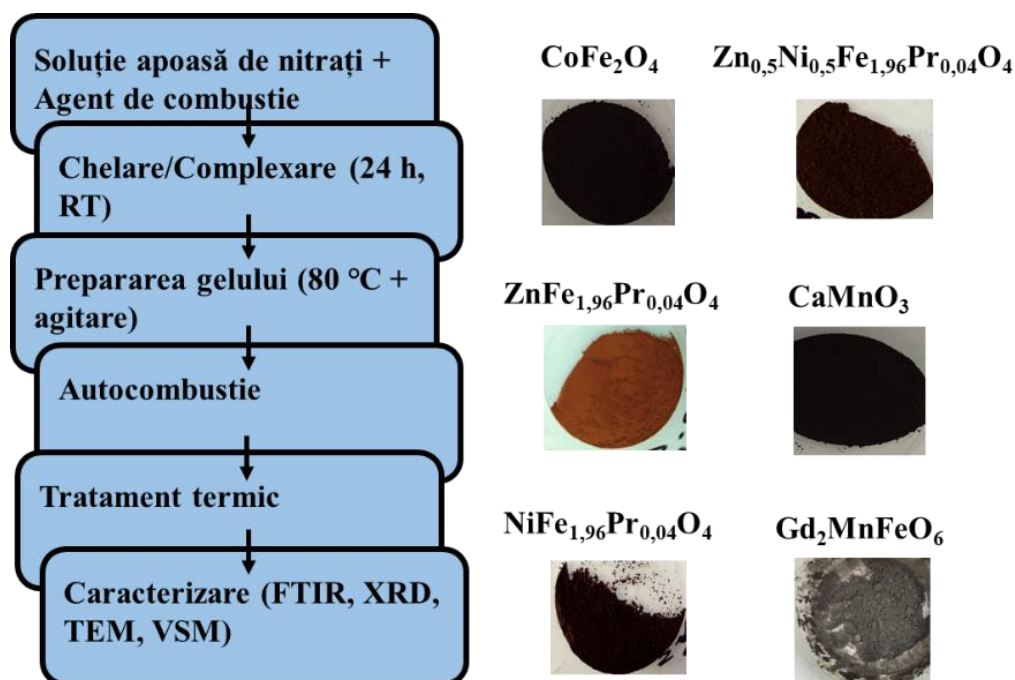 Soluție apoasă de nitrați +
Agent de combustie
Chelare/Complexare (24 h,
RT)
Prepararea gelului (80 °C +
agitare)
Autocombustie
Tratament termic
Caracterizare (FTIR, XRD,
TEM, VSM)
CoFe₂O₄
Zn₀,₅Ni₀,₅Fe₁,₉₆Pr₀,₀₄O₄
ZnFe₁,₉₆Pr₀,₀₄O₄
CaMnO₃
NiFe₁,₉₆Pr₀,₀₄O₄
Gd₂MnFeO₆